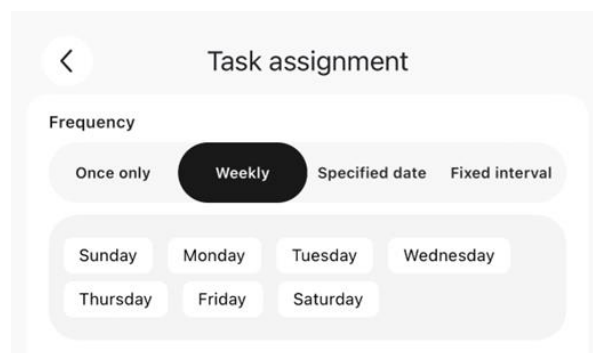 Task assignment
Frequency
Once only Weekly Specified date Fixed interval
Sunday Monday Tuesday Wednesday
Thursday Friday Saturday